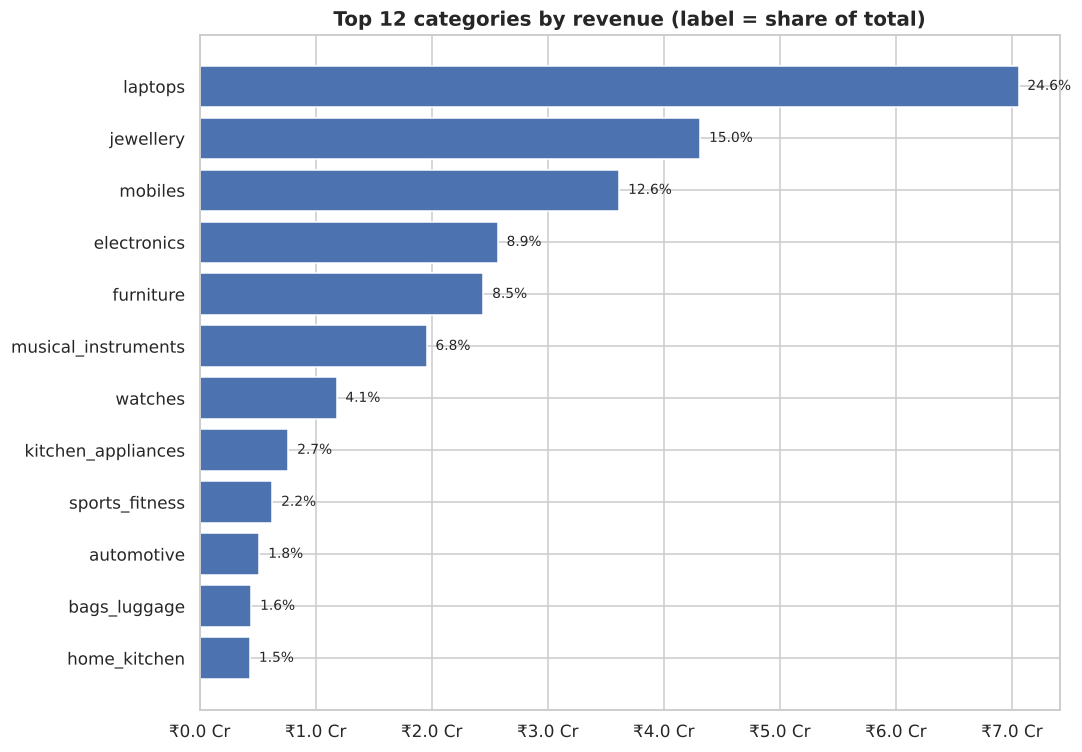 Top 12 categories by revenue (label = share of total)
laptops 24.6%
jewellery 15.0%
mobiles 12.6%
electronics 8.9%
furniture 8.5%
musical_instruments 6.8%
watches 4.1%
kitchen_appliances 2.7%
sports_fitness 2.2%
automotive 1.8%
bags_luggage 1.6%
home_kitchen 1.5%
₹0.0 Cr ₹1.0 Cr ₹2.0 Cr ₹3.0 Cr ₹4.0 Cr ₹5.0 Cr ₹6.0 Cr ₹7.0 Cr